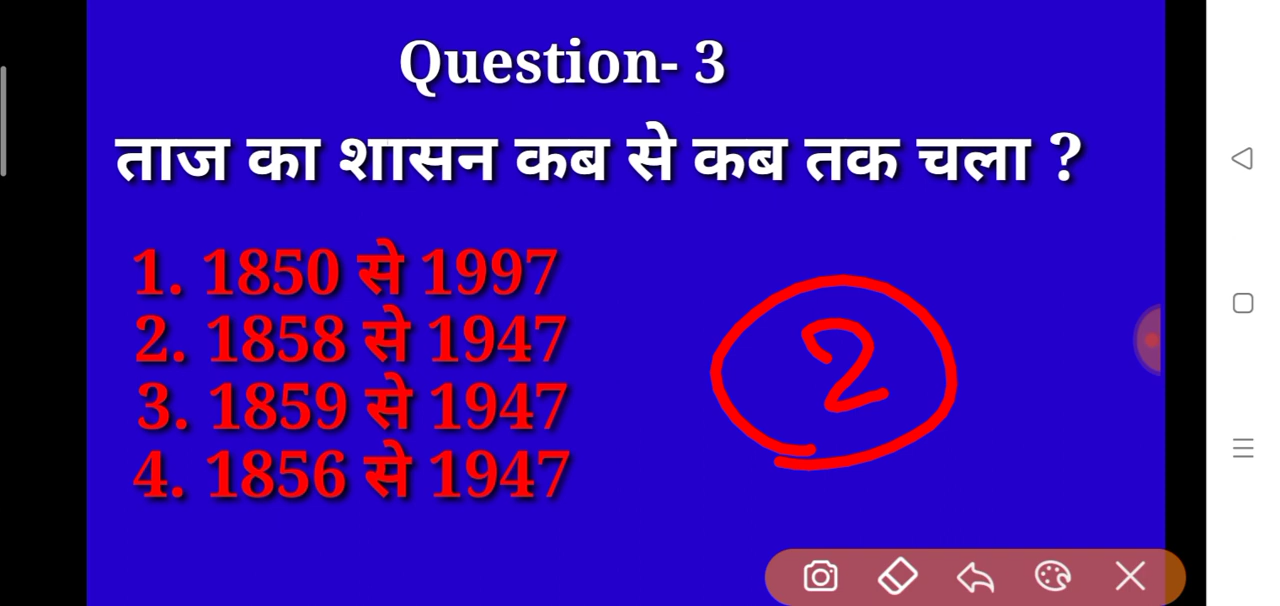 Question- 3
ताज का शासन कब से कब तक चला ?
1. 1850 से 1997
2. 1858 से 1947
3. 1859 से 1947
4. 1856 से 1947
2